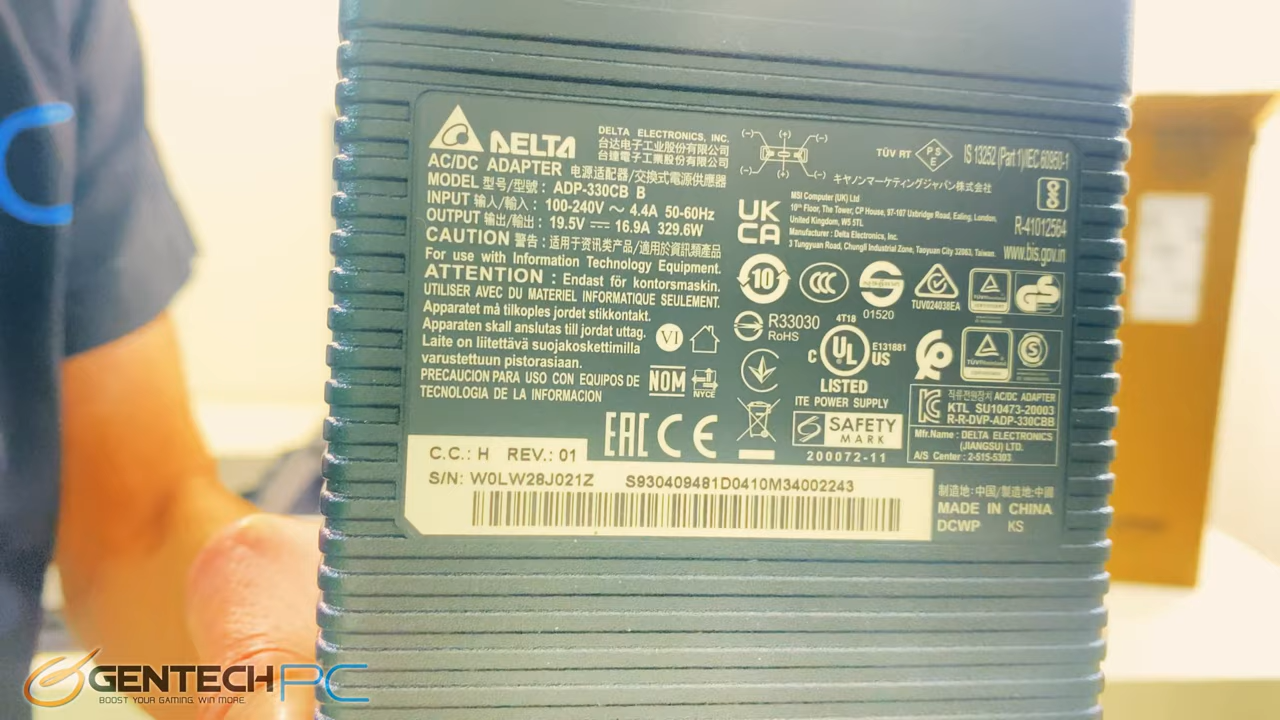 DELTA
DELTA ELECTRONICS, INC.
台达电子工业股份有限公司
台達電子工業股份有限公司
AC/DC ADAPTER 电源适配器/交換式電源供應器
MODEL 型号/型號: ADP-330CB B
INPUT 输入/輸入: 100-240V ~ 4.4A 50-60Hz
OUTPUT 输出/輸出: 19.5V ⎓ 16.9A 329.6W
CAUTION 警告: 适用于资讯类产品/適用於資訊類產品
For use with Information Technology Equipment.
ATTENTION : Endast för kontorsmaskin.
UTILISER AVEC DU MATERIEL INFORMATIQUE SEULEMENT.
Apparatet må tilkoples jordet stikkontakt.
Apparaten skall anslutas till jordat uttag.
Laite on liitettävä suojakoskettimilla
varustettuun pistorasiaan.
PRECAUCION PARA USO CON EQUIPOS DE
TECNOLOGIA DE LA INFORMACION
VI
NOM
NYCE
(-) (+) (-)
(-) (+) (-)
TÜV RT
P
S
E
IS 13252 (Part 1)/IEC 60950-1
キヤノンマーケティングジャパン株式会社
R-41012564
www.bis.gov.in
UK
CA
MSI Computer (UK) Ltd
10th Floor, The Tower, CP House, 97-107 Uxbridge Road, Ealing, London,
United Kingdom, W5 5TL
Manufacturer : Delta Electronics, Inc.
3 Tungyuan Road, Chungli Industrial Zone, Taoyuan City 32063, Taiwan.
10
CCC
01520
TUV024038EA
GS
R33030
RoHS
4T18
C UL US
E131881
LISTED
ITE POWER SUPPLY
S
SAFETY
MARK
200072-11
직류전원장치 AC/DC ADAPTER
KTL SU10473-20003
R-R-DVP-ADP-330CBB
Mfr.Name : DELTA ELECTRONICS
(JIANGSU) LTD.
A/S Center : 2-515-5303
EAC CE
C.C.: H REV.: 01
S/N: W0LW28J021Z S930409481D0410M34002243
制造地: 中国/製造地: 中國
MADE IN CHINA
DCWP KS
C
GENTECH PC
BOOST YOUR GAMING. WIN MORE.